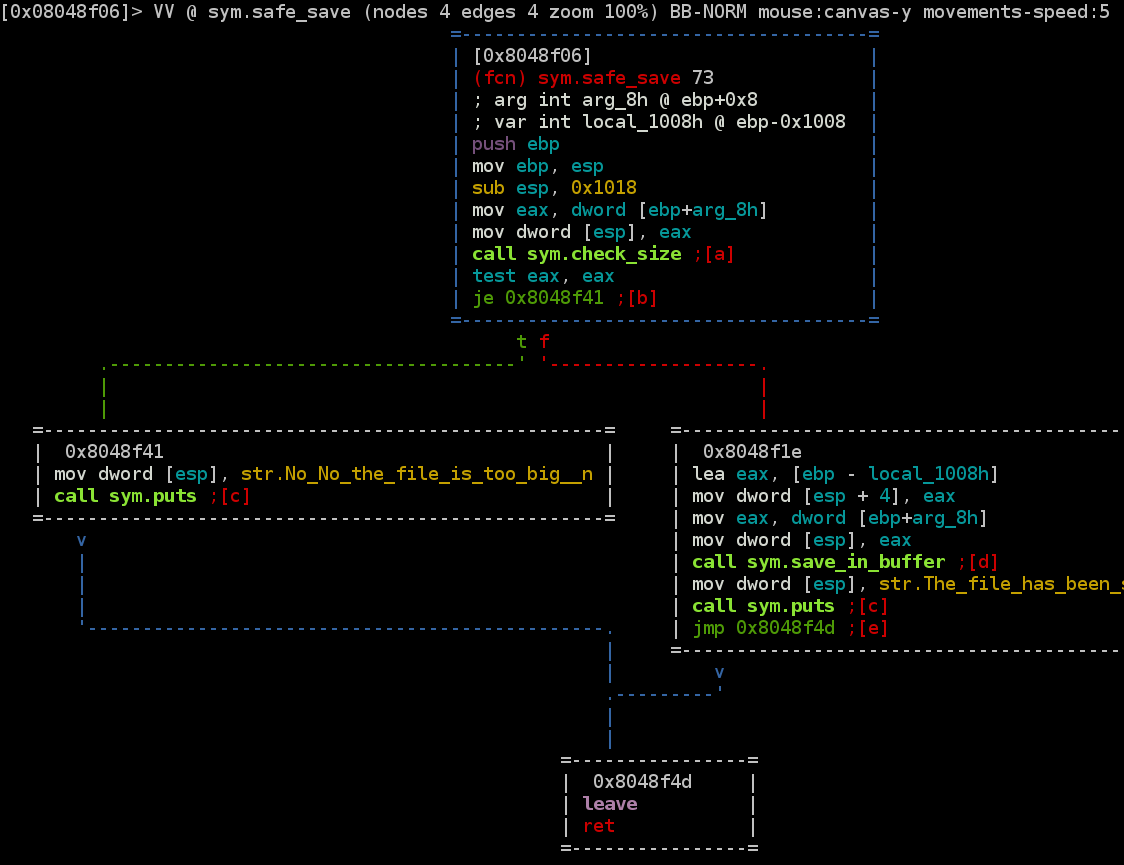 [0x08048f06]> VV @ sym.safe_save (nodes 4 edges 4 zoom 100%) BB-NORM mouse:canvas-y movements-speed:5
[0x8048f06]
(fcn) sym.safe_save 73
; arg int arg_8h @ ebp+0x8
; var int local_1008h @ ebp-0x1008
push ebp
mov ebp, esp
sub esp, 0x1018
mov eax, dword [ebp+arg_8h]
mov dword [esp], eax
call sym.check_size ;[a]
test eax, eax
je 0x8048f41 ;[b]
t f
0x8048f41
mov dword [esp], str.No_No_the_file_is_too_big__n
call sym.puts ;[c]
v
0x8048f1e
lea eax, [ebp - local_1008h]
mov dword [esp + 4], eax
mov eax, dword [ebp+arg_8h]
mov dword [esp], eax
call sym.save_in_buffer ;[d]
mov dword [esp], str.The_file_has_been_s
call sym.puts ;[c]
jmp 0x8048f4d ;[e]
v
0x8048f4d
leave
ret